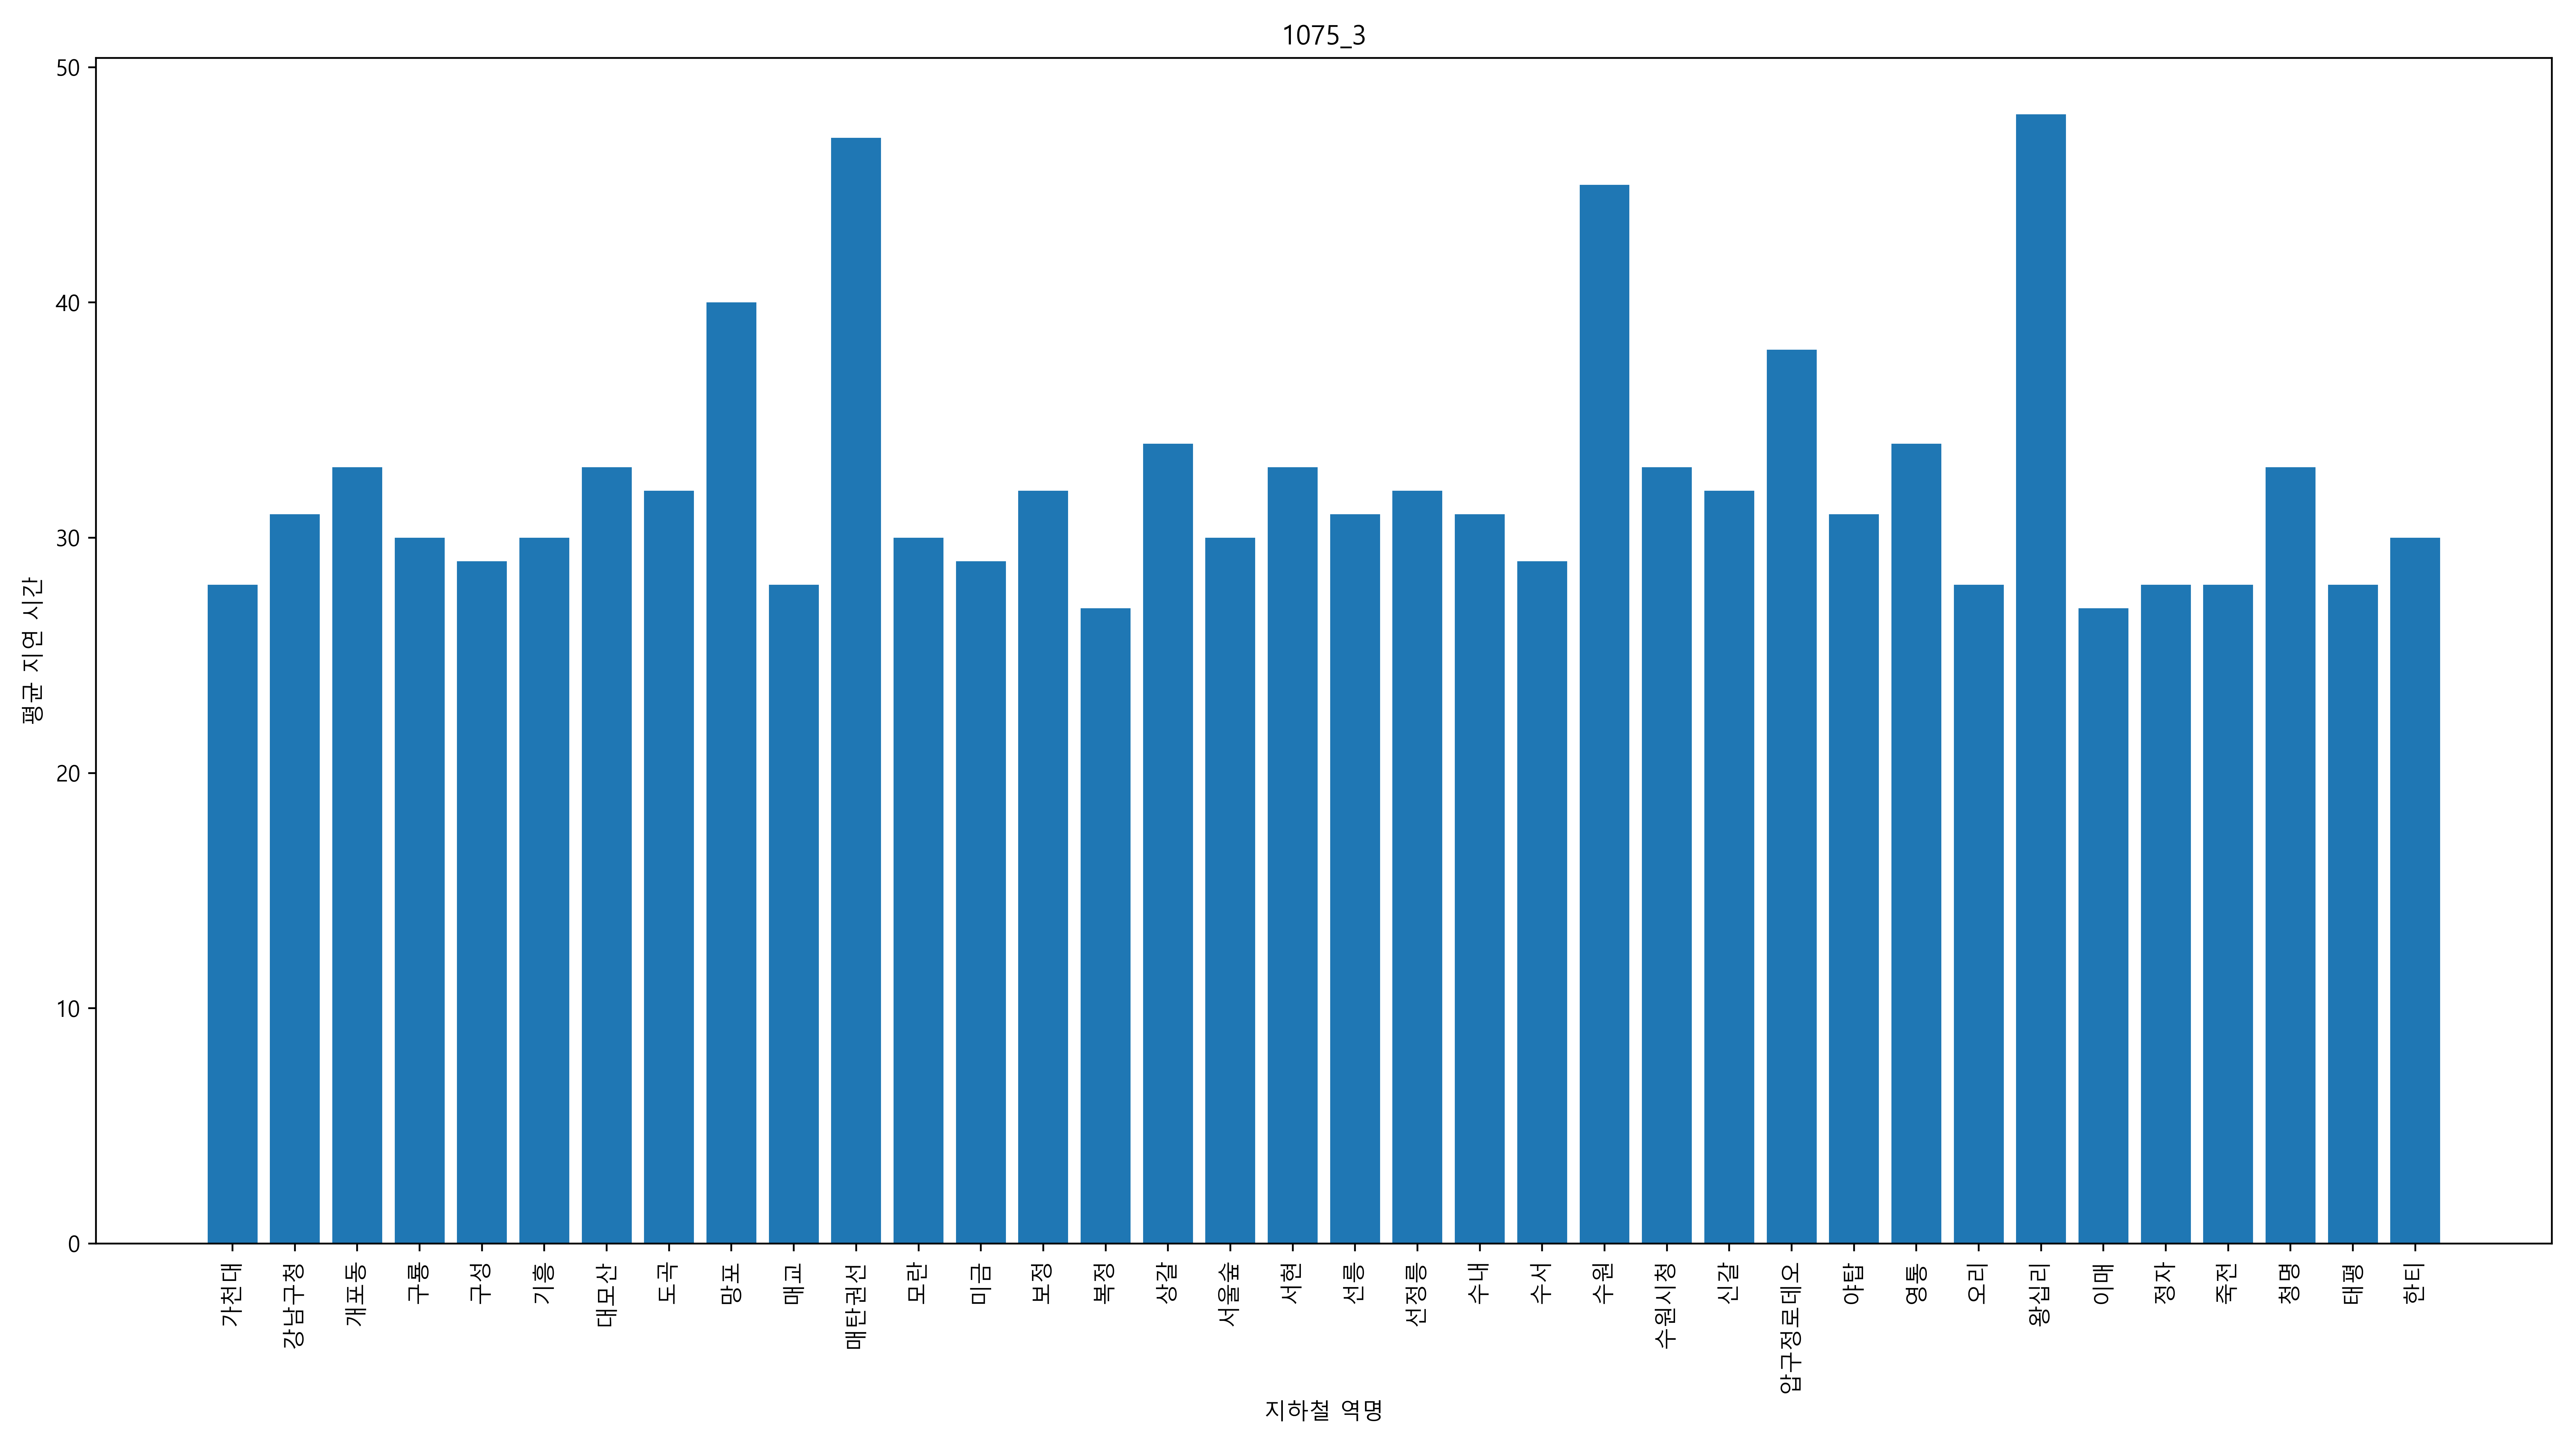 1075_3
50
40
30
20
10
0
평균 지연 시간
가천대
강남구청
개포동
구룡
구성
기흥
대모산
도곡
망포
매교
매탄권선
모란
미금
보정
복정
상갈
서울숲
서현
선릉
선정릉
수내
수서
수원
수원시청
신갈
압구정로데오
야탑
영통
오리
왕십리
이매
정자
죽전
청명
태평
한티
지하철 역명